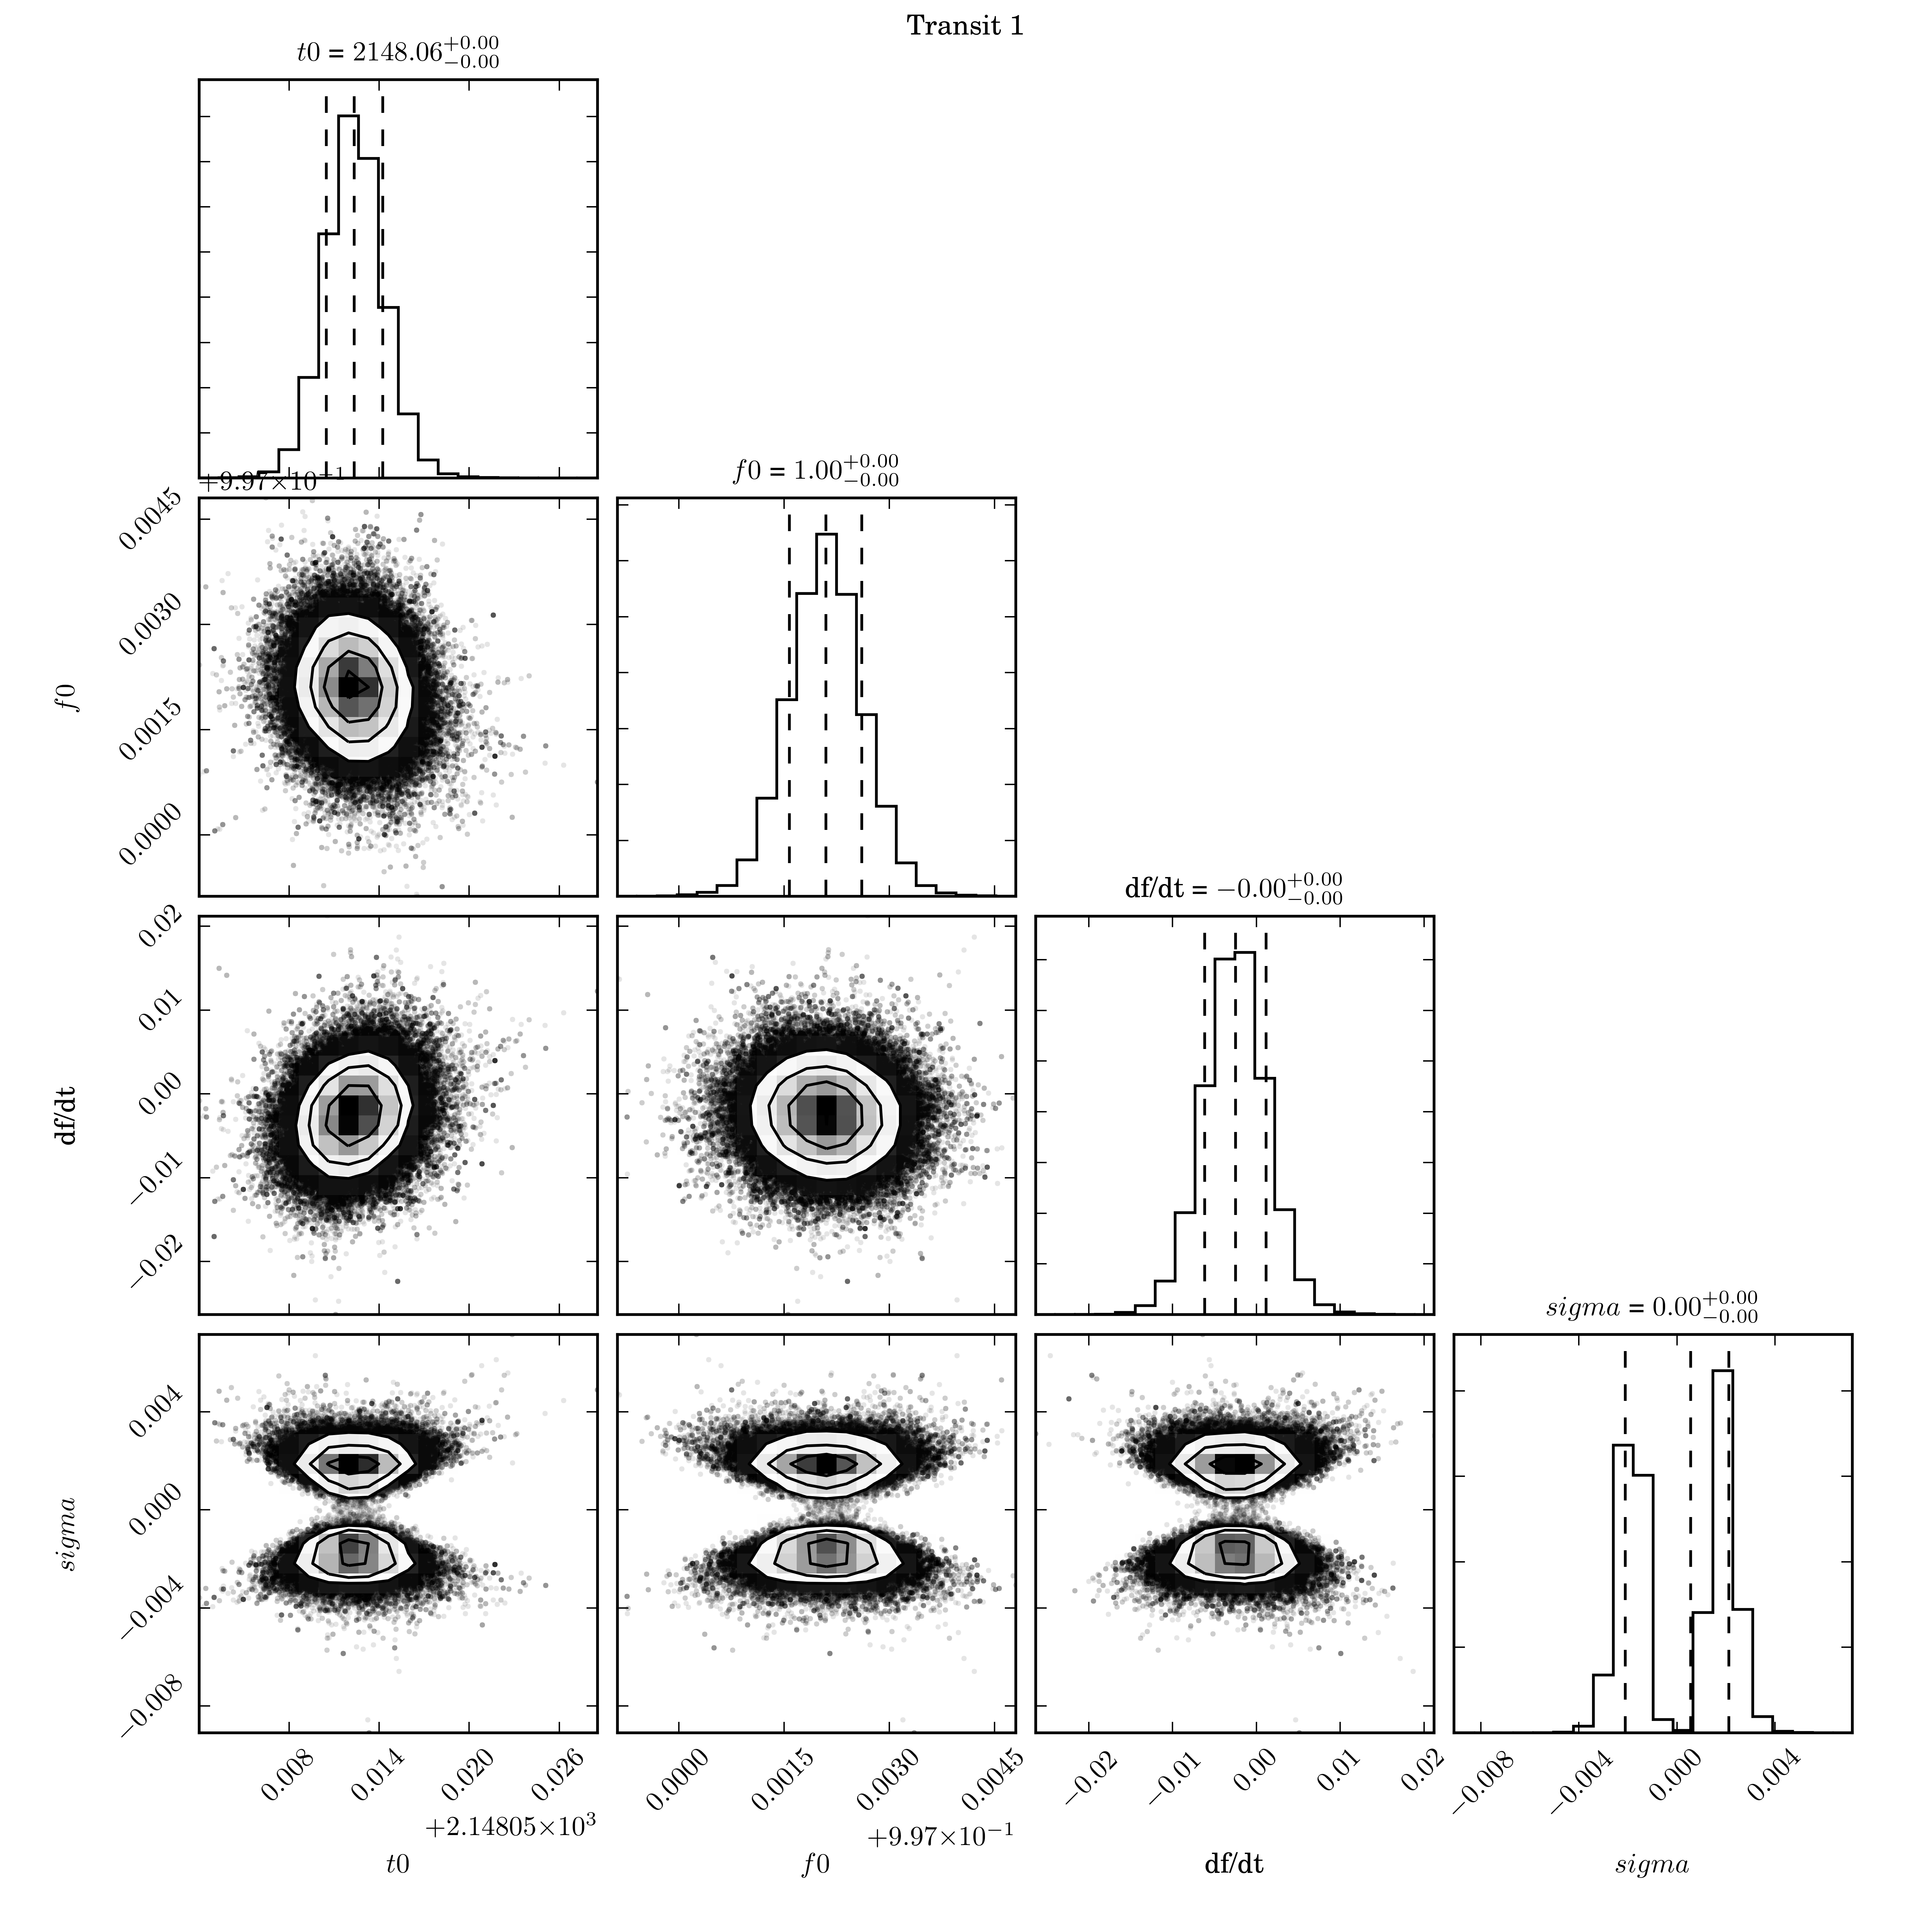 Transit 1
t0 = 2148.06+0.00−0.00
+9.97×10−1
f0 = 1.00+0.00−0.00
0.0045
0.0030
0.0015
0.0000
f0
df/dt = −0.00+0.00−0.00
0.02
0.01
0.00
−0.01
−0.02
df/dt
sigma = 0.00+0.00−0.00
0.004
0.000
−0.004
−0.008
sigma
0.008 0.014 0.020 0.026 0.0000 0.0015 0.0030 0.0045 −0.02 −0.01 0.00 0.01 0.02 −0.008 −0.004 0.000 0.004
+2.14805×103 +9.97×10−1
t0 f0 df/dt sigma